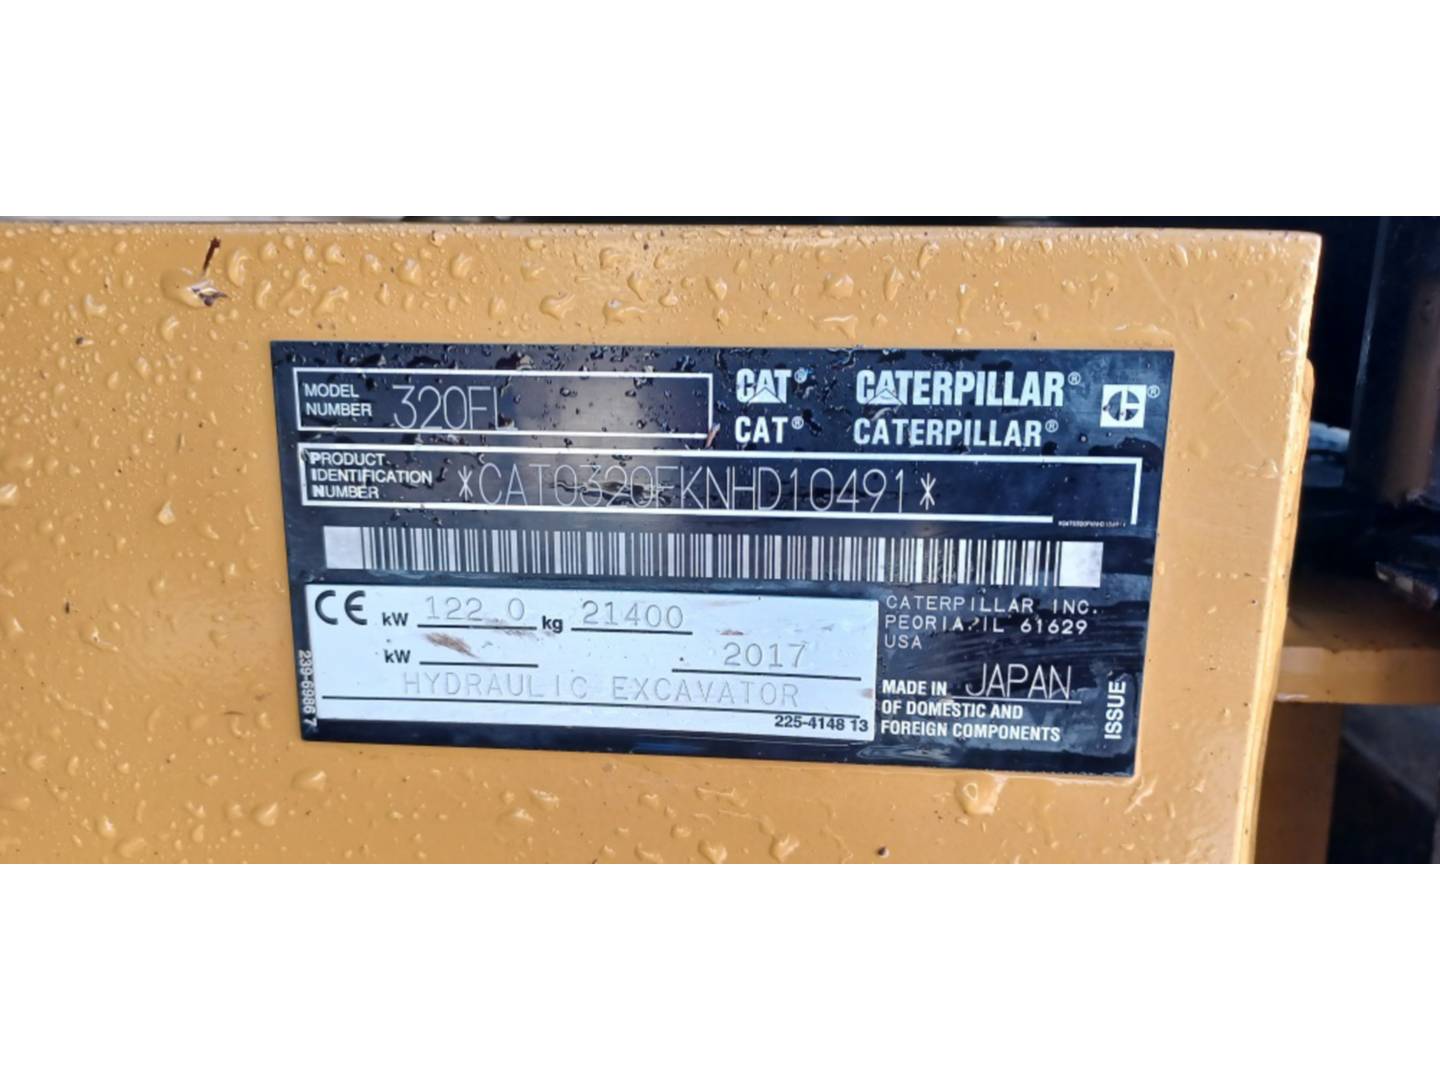 MODEL
NUMBER 320FL
CAT® CATERPILLAR®
CAT® CATERPILLAR®
PRODUCT
IDENTIFICATION
NUMBER *CAT0320FKNHD10491*
*CAT0320FKNHD10491*
CE kW 122.0 kg 21400
kW 2017
HYDRAULIC EXCAVATOR
225-4148 13
239-6986 7
CATERPILLAR INC.
PEORIA, IL 61629
USA
MADE IN JAPAN
OF DOMESTIC AND
FOREIGN COMPONENTS
ISSUE